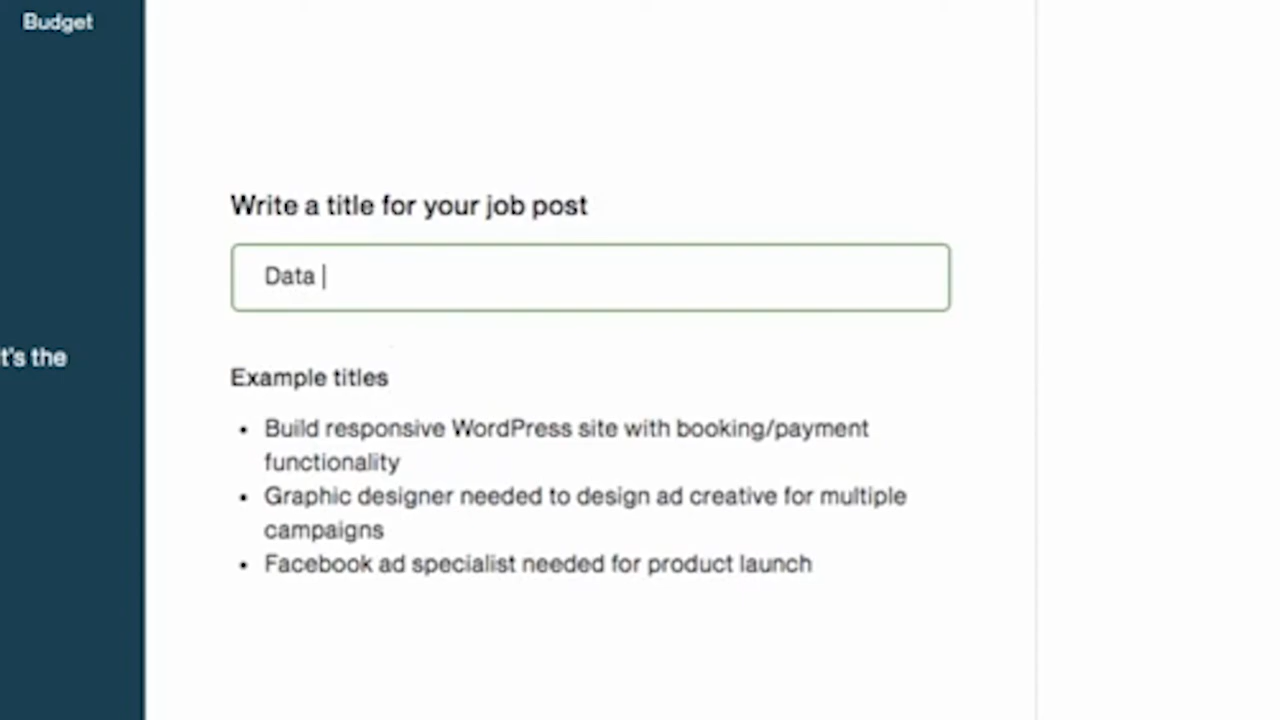 Budget
t's the
Write a title for your job post
Data
Example titles
• Build responsive WordPress site with booking/payment
functionality
• Graphic designer needed to design ad creative for multiple
campaigns
• Facebook ad specialist needed for product launch